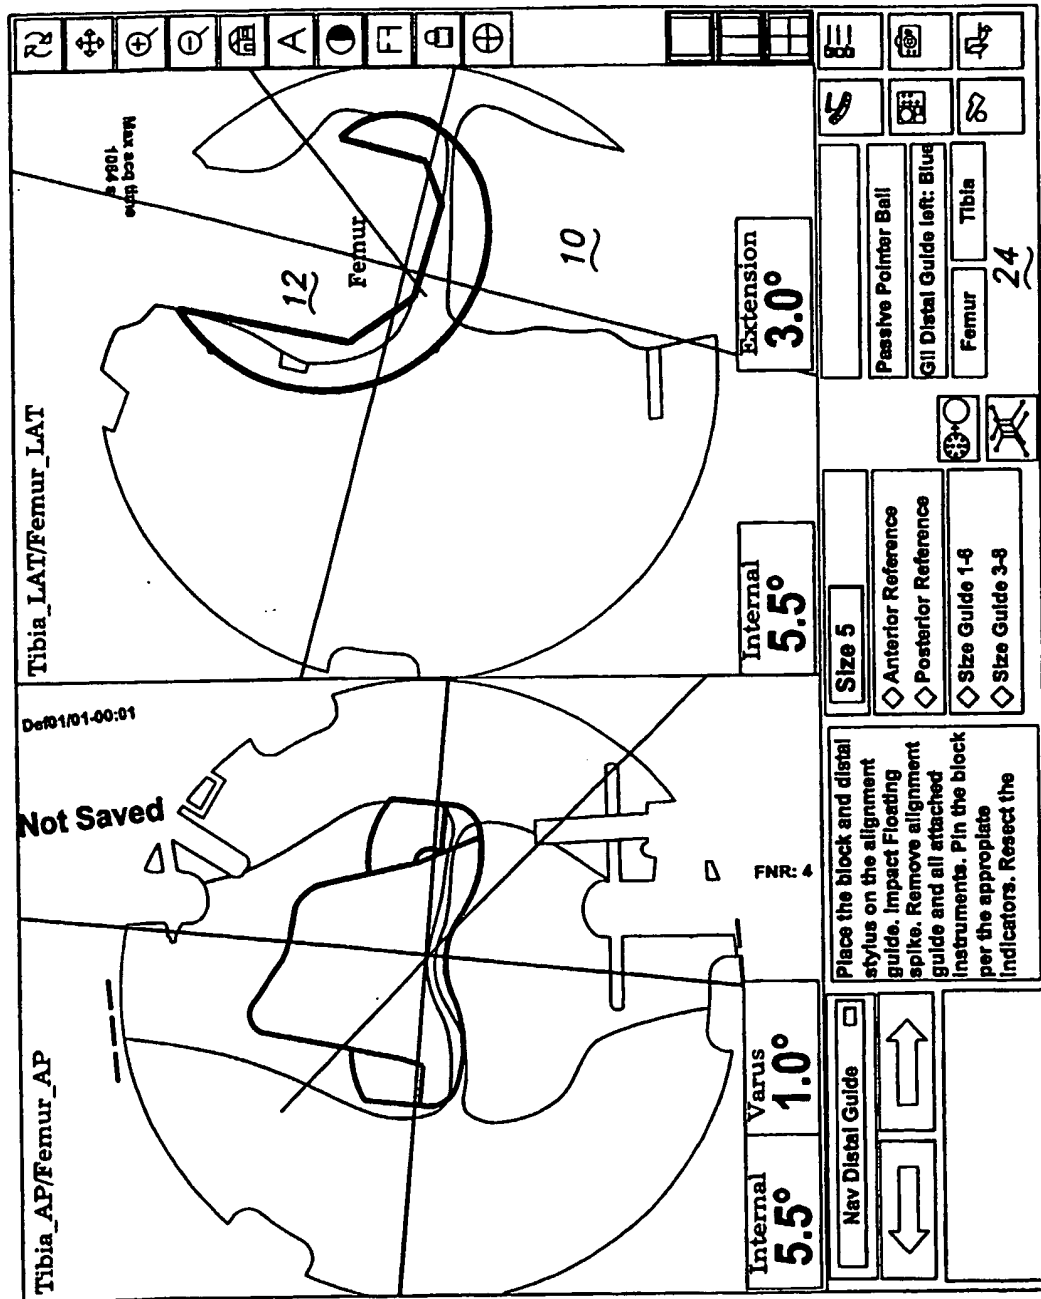 Tibia_AP/Femur_AP
Not Saved
Def01/01-00:01
FNR: 4
Internal
5.5°
Varus
1.0°
Tibia_LAT/Femur_LAT
Max acq time
1084 s
12
Femur
10
Internal
5.5°
Extension
3.0°
A
Nav Distal Guide
Place the block and distal
stylus on the alignment
guide. Impact Floating
spike. Remove alignment
guide and all attached
instruments. Pin the block
per the appropiate
indicators. Resect the
Size 5
Anterior Reference
Posterior Reference
Size Guide 1-6
Size Guide 3-8
Passive Pointer Ball
Gil Distal Guide left: Blue
Femur
Tibia
24